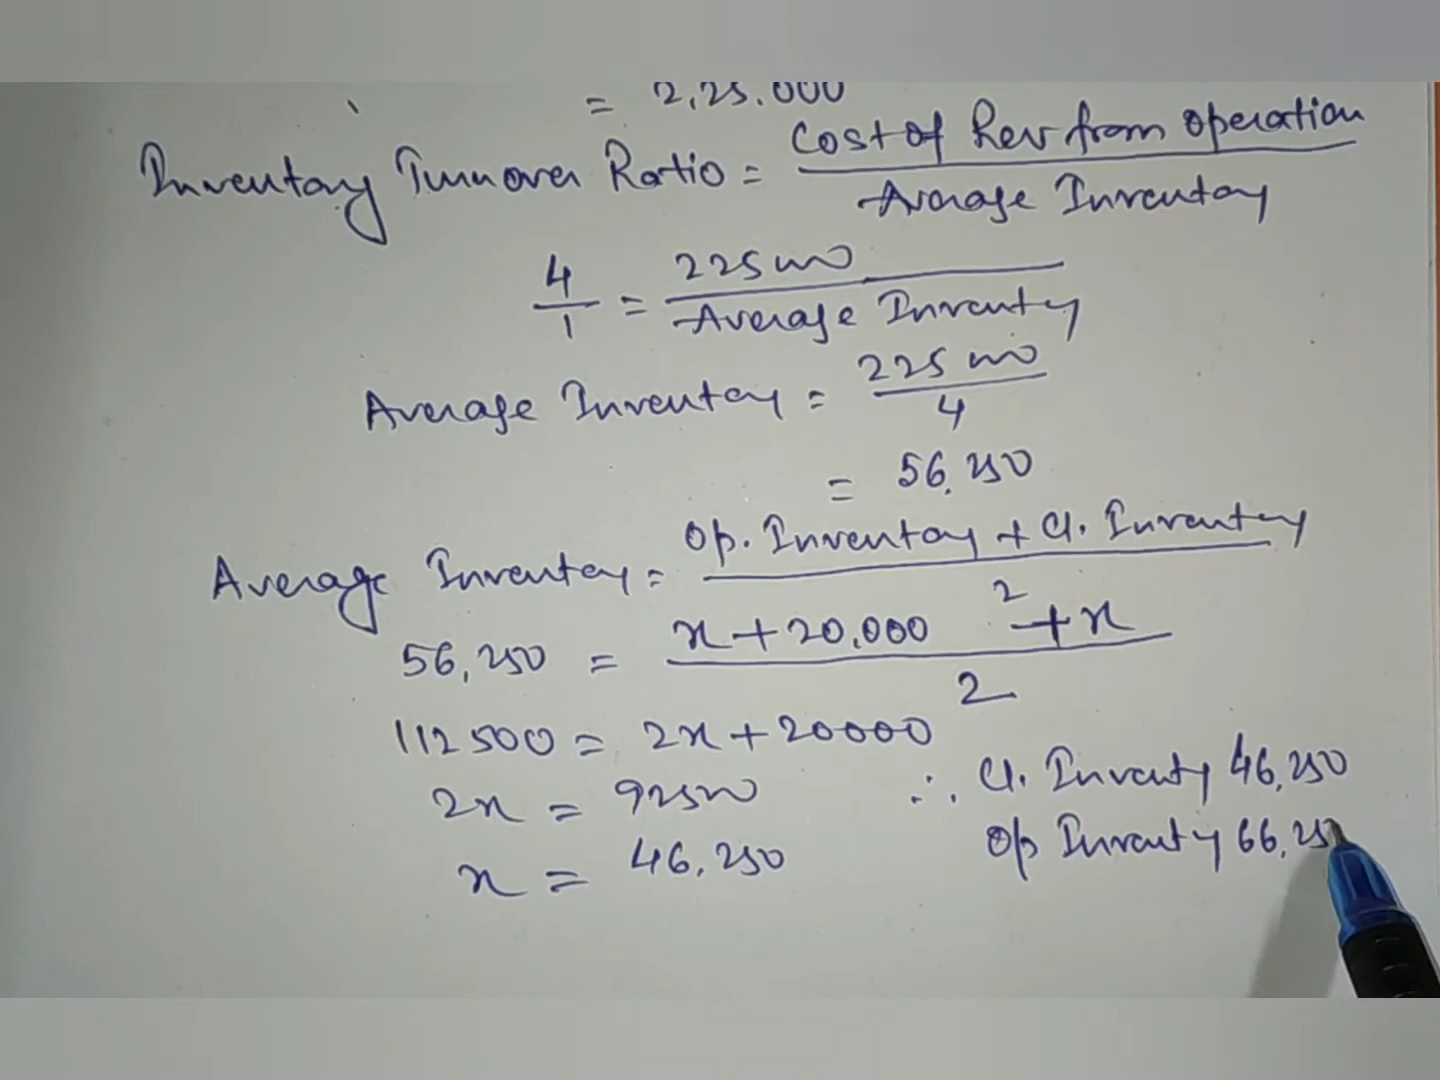 = 2,25,000
Inventory Turnover Ratio = Cost of Rev from operation
Average Inventory
4/1 = 225000
Average Inventory
Average Inventory = 225000
4
= 56,250
Average Inventory = Op. Inventory + Cl. Inventory
2
56,250 = x + 20,000 + x
2
112500 = 2x + 20000
2x = 92500
x = 46,250
∴ Cl. Inventory 46,250
Op Inventory 66,250